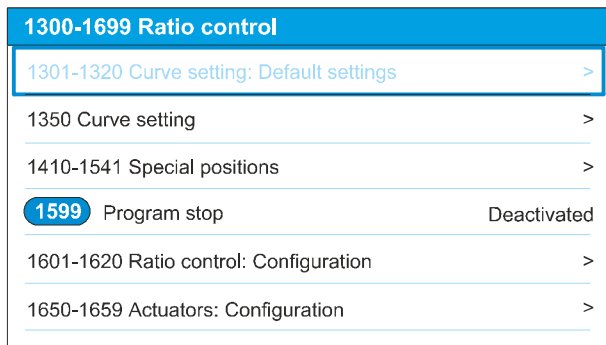 1300-1699 Ratio control
1301-1320 Curve setting: Default settings >
1350 Curve setting >
1410-1541 Special positions >
1599 Program stop Deactivated
1601-1620 Ratio control: Configuration >
1650-1659 Actuators: Configuration >